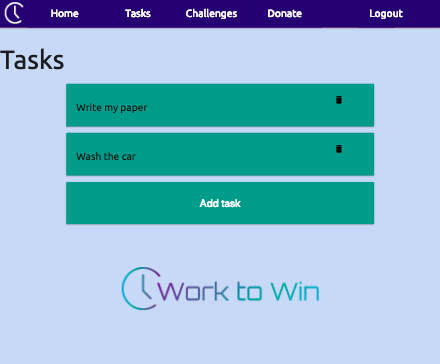 Home Tasks Challenges Donate Logout
Tasks
Write my paper
Wash the car
Add task
Work to Win